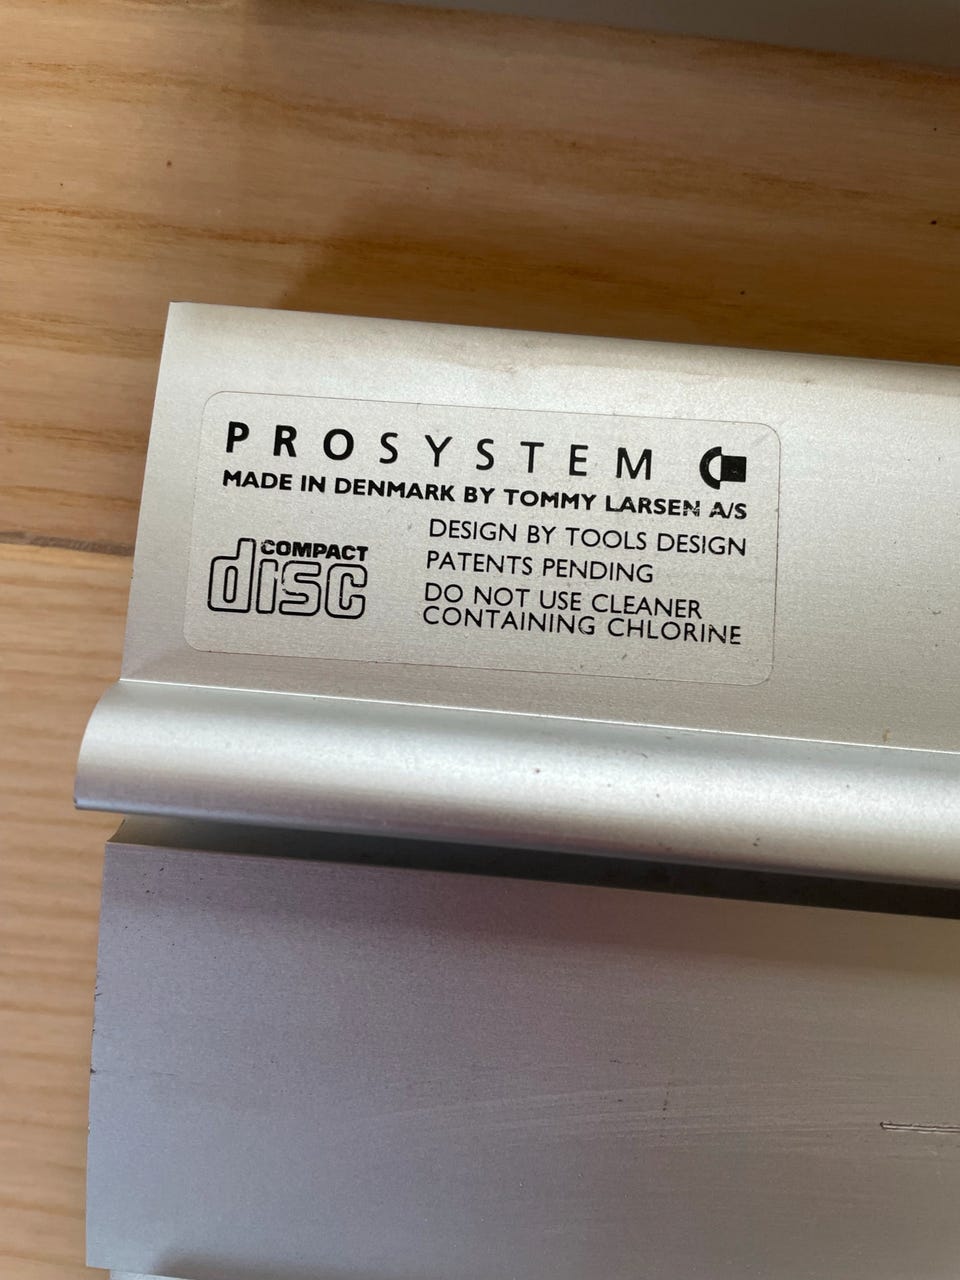 PROSYSTEM
MADE IN DENMARK BY TOMMY LARSEN A/S
DESIGN BY TOOLS DESIGN
PATENTS PENDING
DO NOT USE CLEANER
CONTAINING CHLORINE
COMPACT
disc